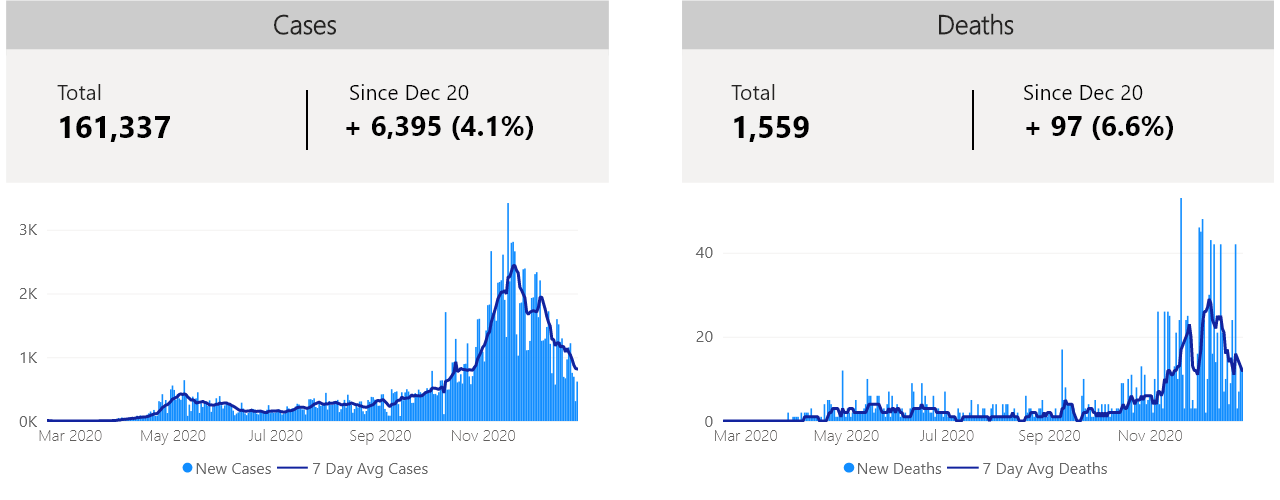 Cases
Total
161,337
Since Dec 20
+ 6,395 (4.1%)
3K
2K
1K
0K
Mar 2020 May 2020 Jul 2020 Sep 2020 Nov 2020
New Cases 7 Day Avg Cases
Deaths
Total
1,559
Since Dec 20
+ 97 (6.6%)
40
20
0
Mar 2020 May 2020 Jul 2020 Sep 2020 Nov 2020
New Deaths 7 Day Avg Deaths